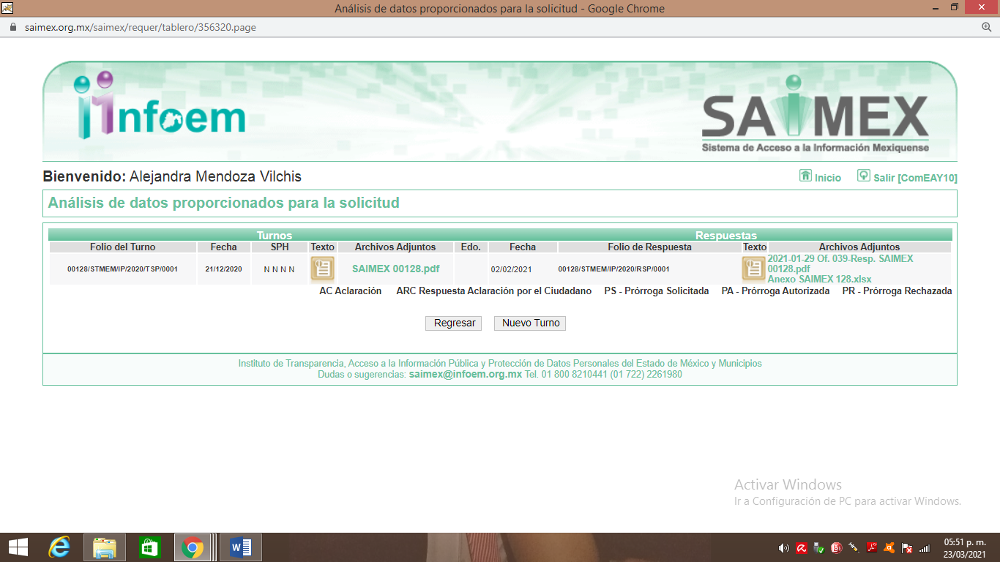 Análisis de datos proporcionados para la solicitud - Google Chrome
saimex.org.mx/saimex/requer/tablero/356320.page
infoem
SAIMEX
Sistema de Acceso a la Información Mexiquense
Bienvenido: Alejandra Mendoza Vilchis
Inicio Salir [ComEAY10]
Análisis de datos proporcionados para la solicitud
Turnos Respuestas
Folio del Turno Fecha SPH Texto Archivos Adjuntos Edo. Fecha Folio de Respuesta Texto Archivos Adjuntos
00128/STMEM/IP/2020/TSP/0001 21/12/2020 N N N N SAIMEX 00128.pdf 02/02/2021 00128/STMEM/IP/2020/RSP/0001 2021-01-29 Of. 039-Resp. SAIMEX
00128.pdf
Anexo SAIMEX 128.xlsx
AC Aclaración ARC Respuesta Aclaración por el Ciudadano PS - Prórroga Solicitada PA - Prórroga Autorizada PR - Prórroga Rechazada
Regresar Nuevo Turno
Instituto de Transparencia, Acceso a la Información Pública y Protección de Datos Personales del Estado de México y Municipios
Dudas o sugerencias: saimex@infoem.org.mx Tel. 01 800 8210441 (01 722) 2261980
Activar Windows
Ir a Configuración de PC para activar Windows.
05:51 p. m.
23/03/2021